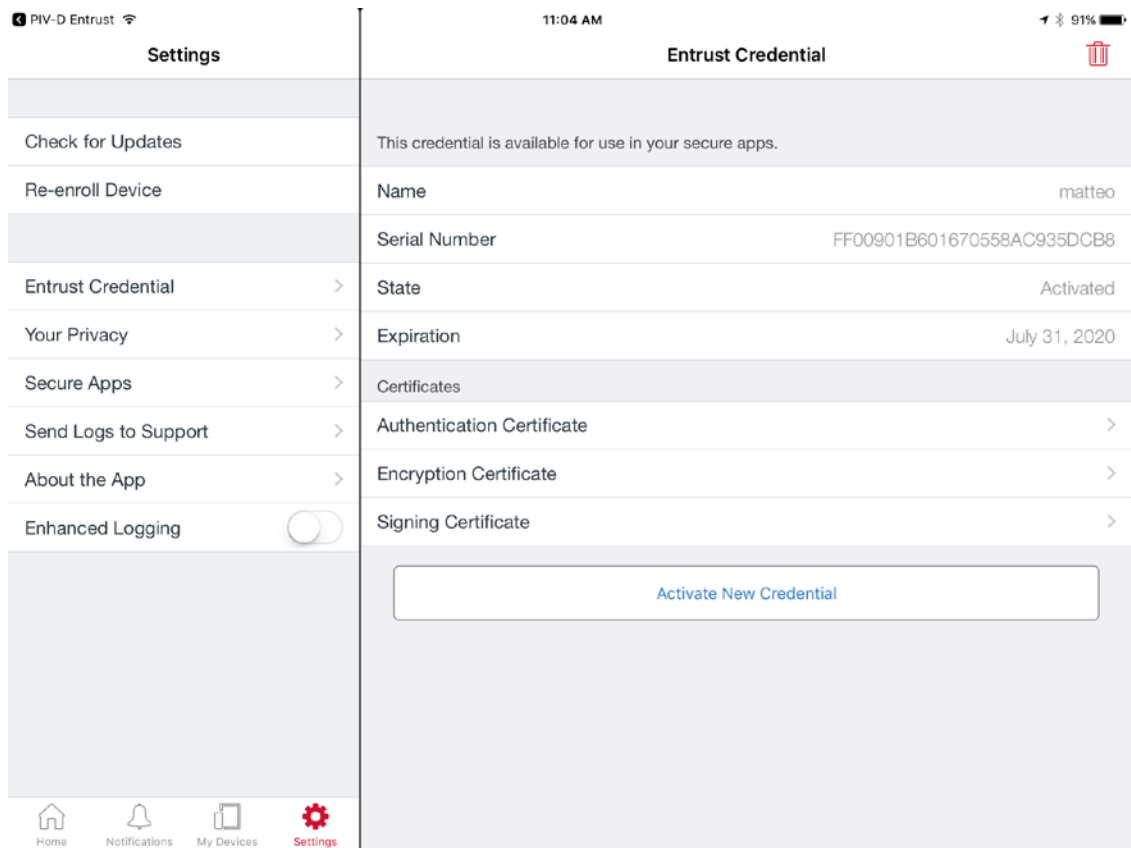 PIV-D Entrust
11:04 AM
91%
Settings
Entrust Credential
Check for Updates
Re-enroll Device
Entrust Credential
Your Privacy
Secure Apps
Send Logs to Support
About the App
Enhanced Logging
Home
Notifications
My Devices
Settings
This credential is available for use in your secure apps.
Name matteo
Serial Number FF00901B601670558AC935DCB8
State Activated
Expiration July 31, 2020
Certificates
Authentication Certificate
Encryption Certificate
Signing Certificate
Activate New Credential